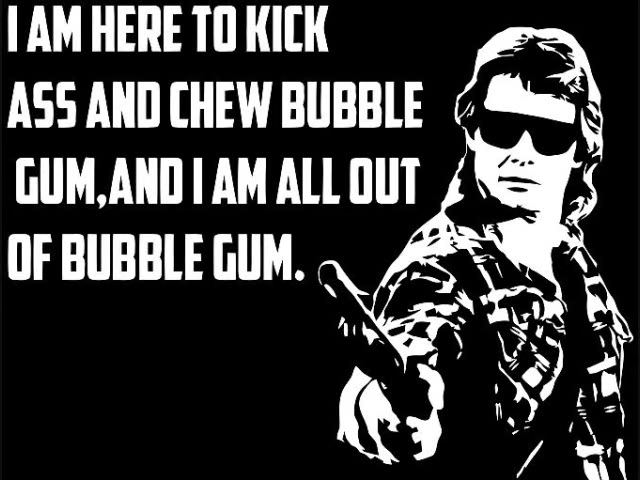 I AM HERE TO KICK
ASS AND CHEW BUBBLE
GUM,AND I AM ALL OUT
OF BUBBLE GUM.